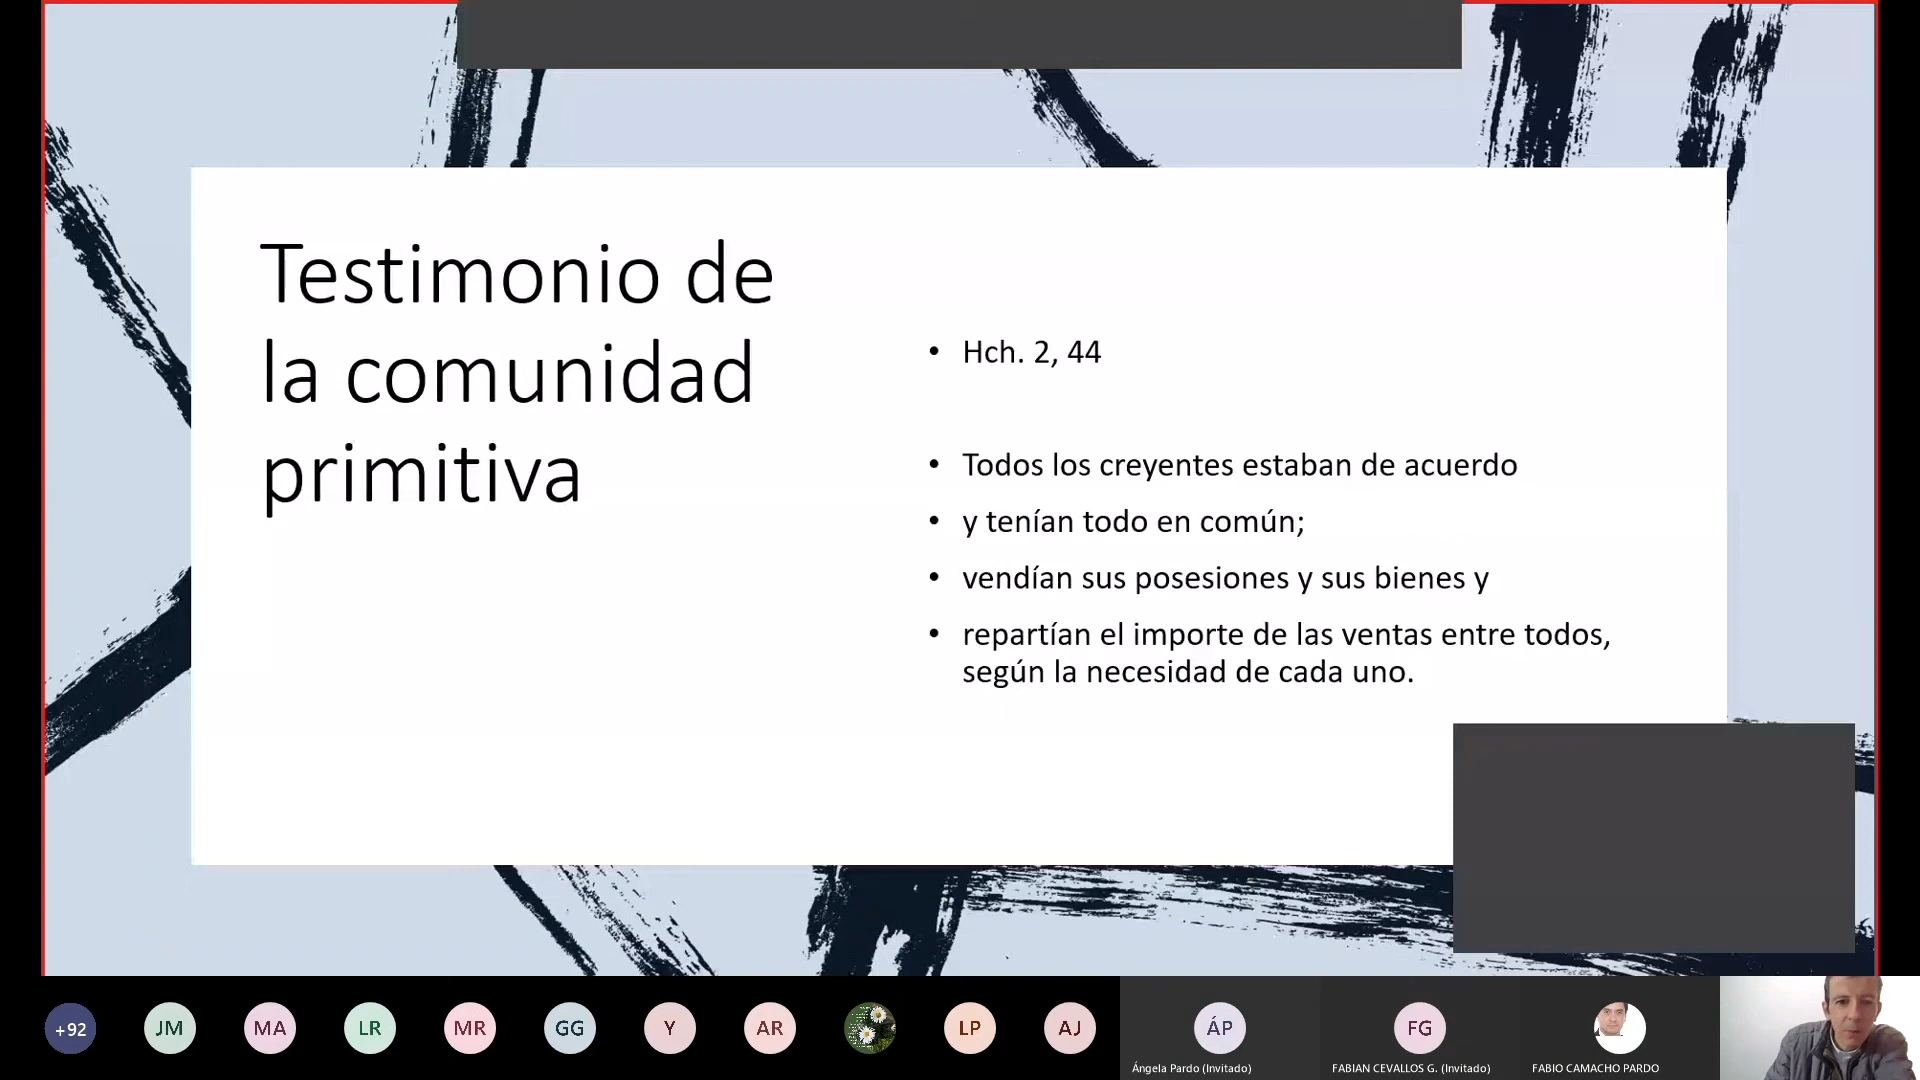 Testimonio de
la comunidad
primitiva
• Hch. 2, 44
• Todos los creyentes estaban de acuerdo
• y tenían todo en común;
• vendían sus posesiones y sus bienes y
• repartían el importe de las ventas entre todos,
según la necesidad de cada uno.
+92
JM
MA
LR
MR
GG
Y
AR
LP
AJ
ÁP
FG
Ángela Pardo (Invitado)
FABIAN CEVALLOS G. (Invitado)
FABIO CAMACHO PARDO